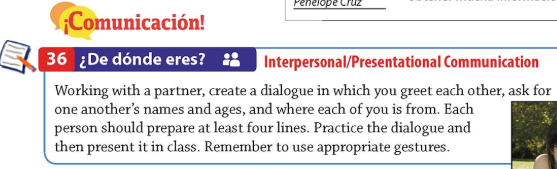 Penélope Cruz
¡Comunicación!
36 ¿De dónde eres? Interpersonal/Presentational Communication
Working with a partner, create a dialogue in which you greet each other, ask for
one another's names and ages, and where each of you is from. Each
person should prepare at least four lines. Practice the dialogue and
then present it in class. Remember to use appropriate gestures.